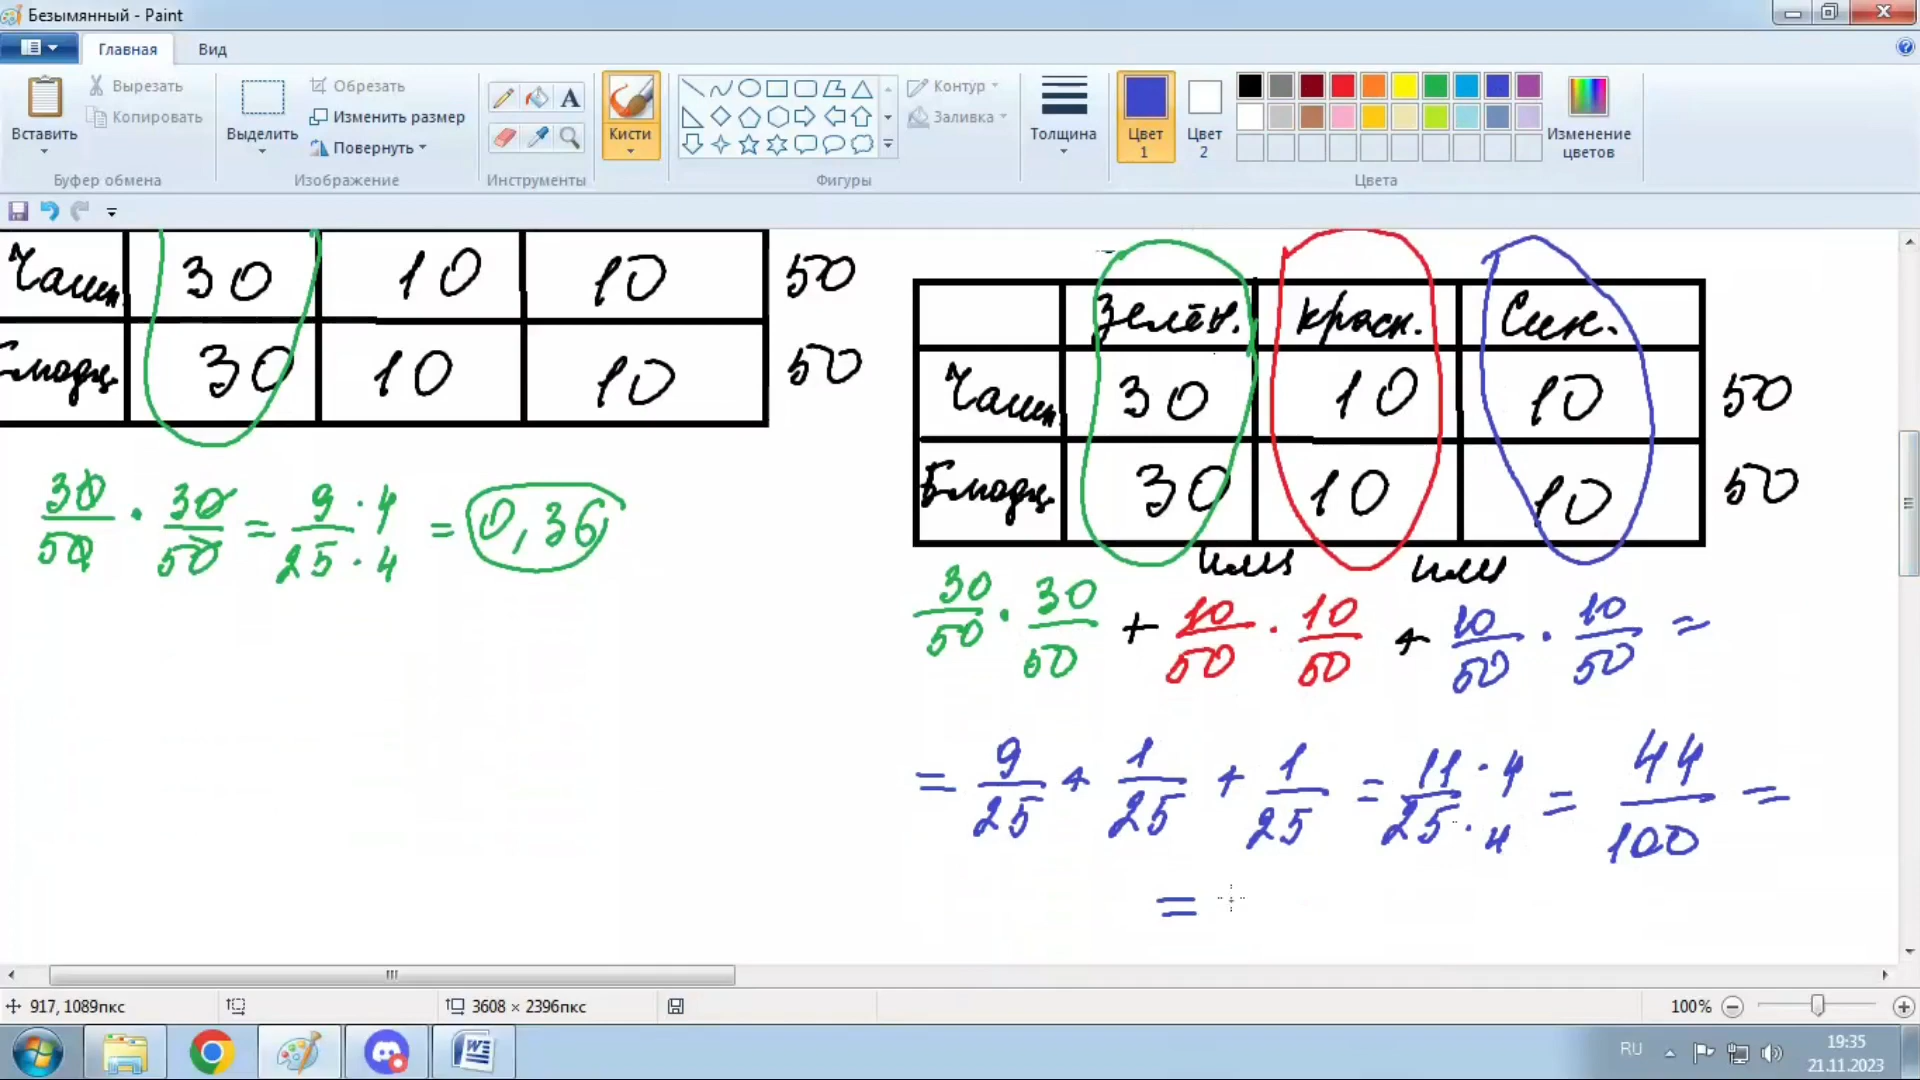 Безымянный - Paint
Главная
Вид
Вставить
Вырезать
Копировать
Буфер обмена
Выделить
Обрезать
Изменить размер
Повернуть
Изображение
Инструменты
Кисти
Фигуры
Контур
Заливка
Толщина
Цвет 1
Цвет 2
Изменение цветов
Цвета
Чашк. 30 10 10 50
Блюдц. 30 10 10 50
30/50 · 30/50 = 9·4/25·4 = 0,36
Зелён. Красн. Син.
Чашк. 30 10 10 50
Блюдц. 30 10 10 50
или или
30/50 · 30/50 + 10/50 · 10/50 + 10/50 · 10/50 =
= 9/25 + 1/25 + 1/25 = 11·4/25·4 = 44/100 =
=
917, 1089пкс
3608 × 2396пкс
100%
RU
19:35
21.11.2023